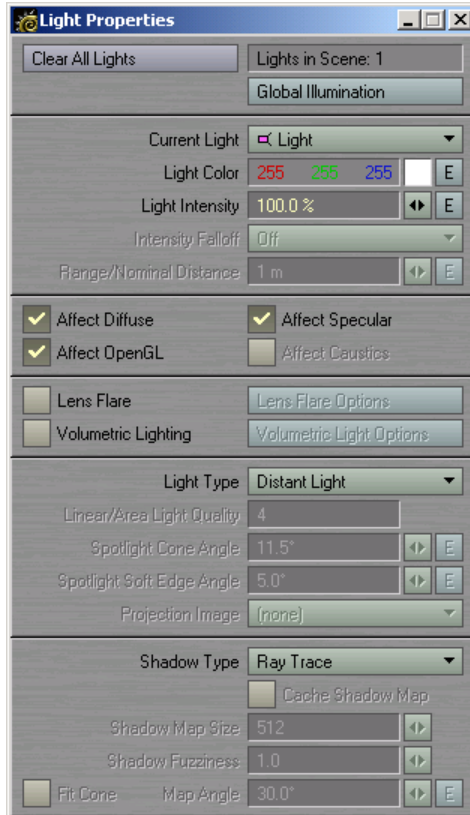 Light Properties
Clear All Lights Lights in Scene: 1
Global Illumination
Current Light Light
Light Color 255 255 255 E
Light Intensity 100.0 % E
Intensity Falloff Off
Range/Nominal Distance 1 m E
Affect Diffuse Affect Specular
Affect OpenGL Affect Caustics
Lens Flare Lens Flare Options
Volumetric Lighting Volumetric Light Options
Light Type Distant Light
Linear/Area Light Quality 4
Spotlight Cone Angle 11.5° E
Spotlight Soft Edge Angle 5.0° E
Projection Image (none)
Shadow Type Ray Trace
Cache Shadow Map
Shadow Map Size 512
Shadow Fuzziness 1.0
Fit Cone Map Angle 30.0° E